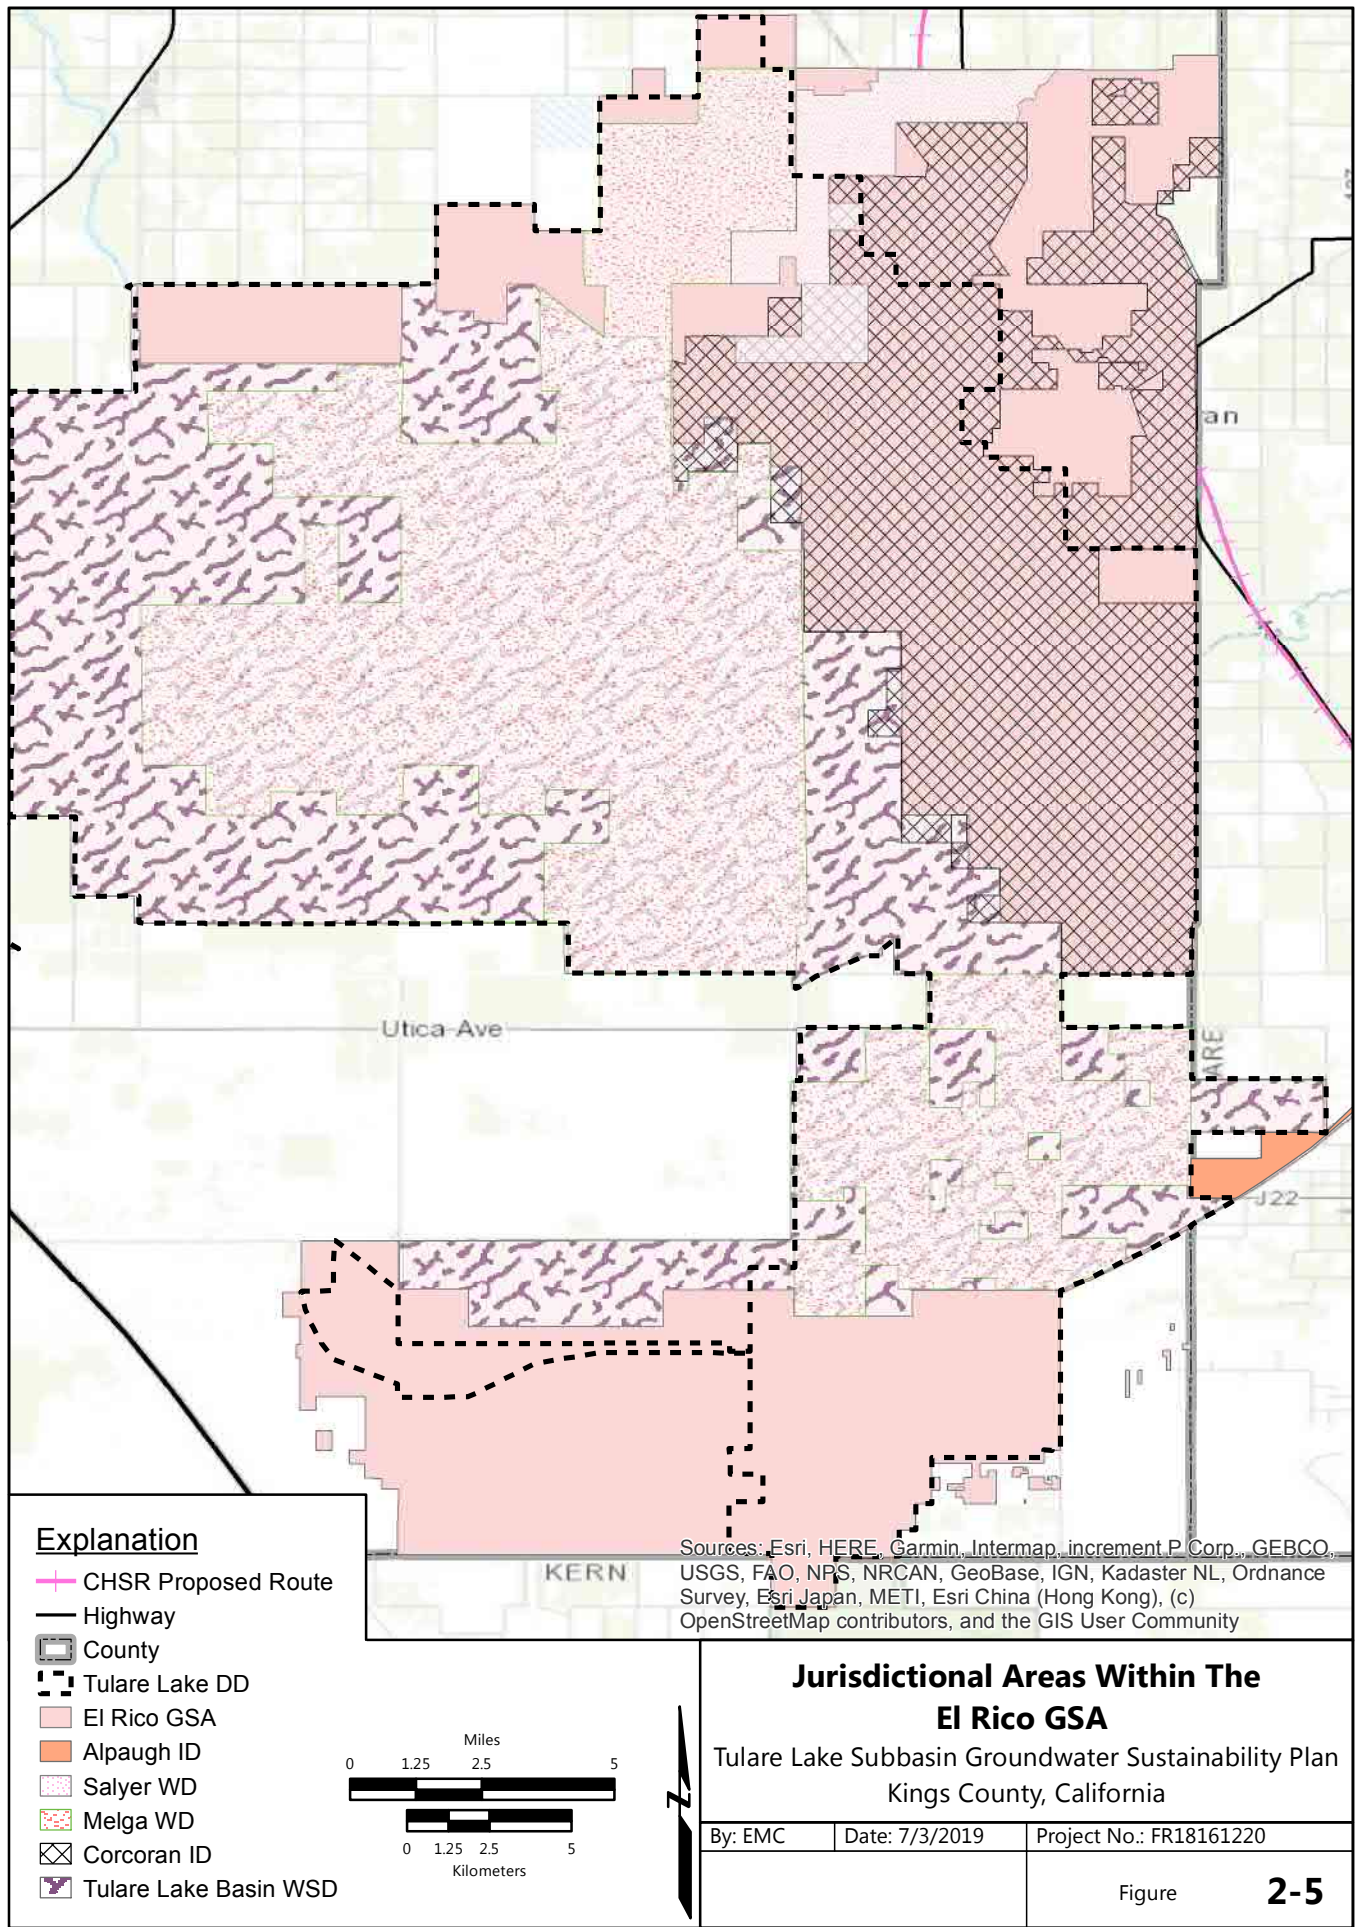 an
Utica Ave
ARE
J22
KERN
Sources: Esri, HERE, Garmin, Intermap, increment P Corp., GEBCO,
USGS, FAO, NPS, NRCAN, GeoBase, IGN, Kadaster NL, Ordnance
Survey, Esri Japan, METI, Esri China (Hong Kong), (c)
OpenStreetMap contributors, and the GIS User Community
Explanation
CHSR Proposed Route
Highway
County
Tulare Lake DD
El Rico GSA
Alpaugh ID
Salyer WD
Melga WD
Corcoran ID
Tulare Lake Basin WSD
Miles
0 1.25 2.5 5
0 1.25 2.5 5
Kilometers
N
Jurisdictional Areas Within The
El Rico GSA
Tulare Lake Subbasin Groundwater Sustainability Plan
Kings County, California
By: EMC Date: 7/3/2019 Project No.: FR18161220
Figure 2-5